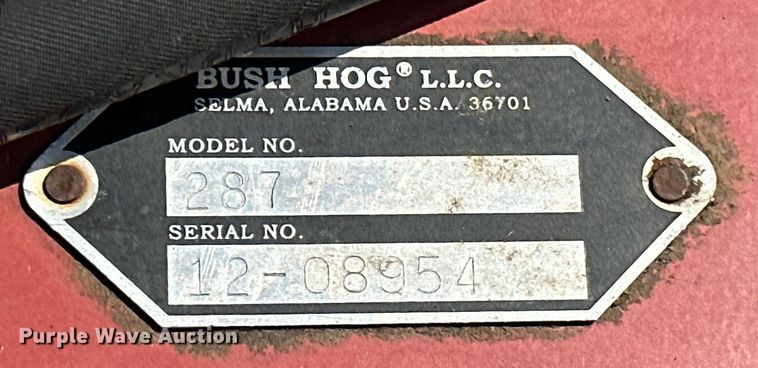 BUSH HOG® L.L.C.
SELMA, ALABAMA U.S.A. 36701
MODEL NO.
287
SERIAL NO.
12-08954
Purple Wave Auction